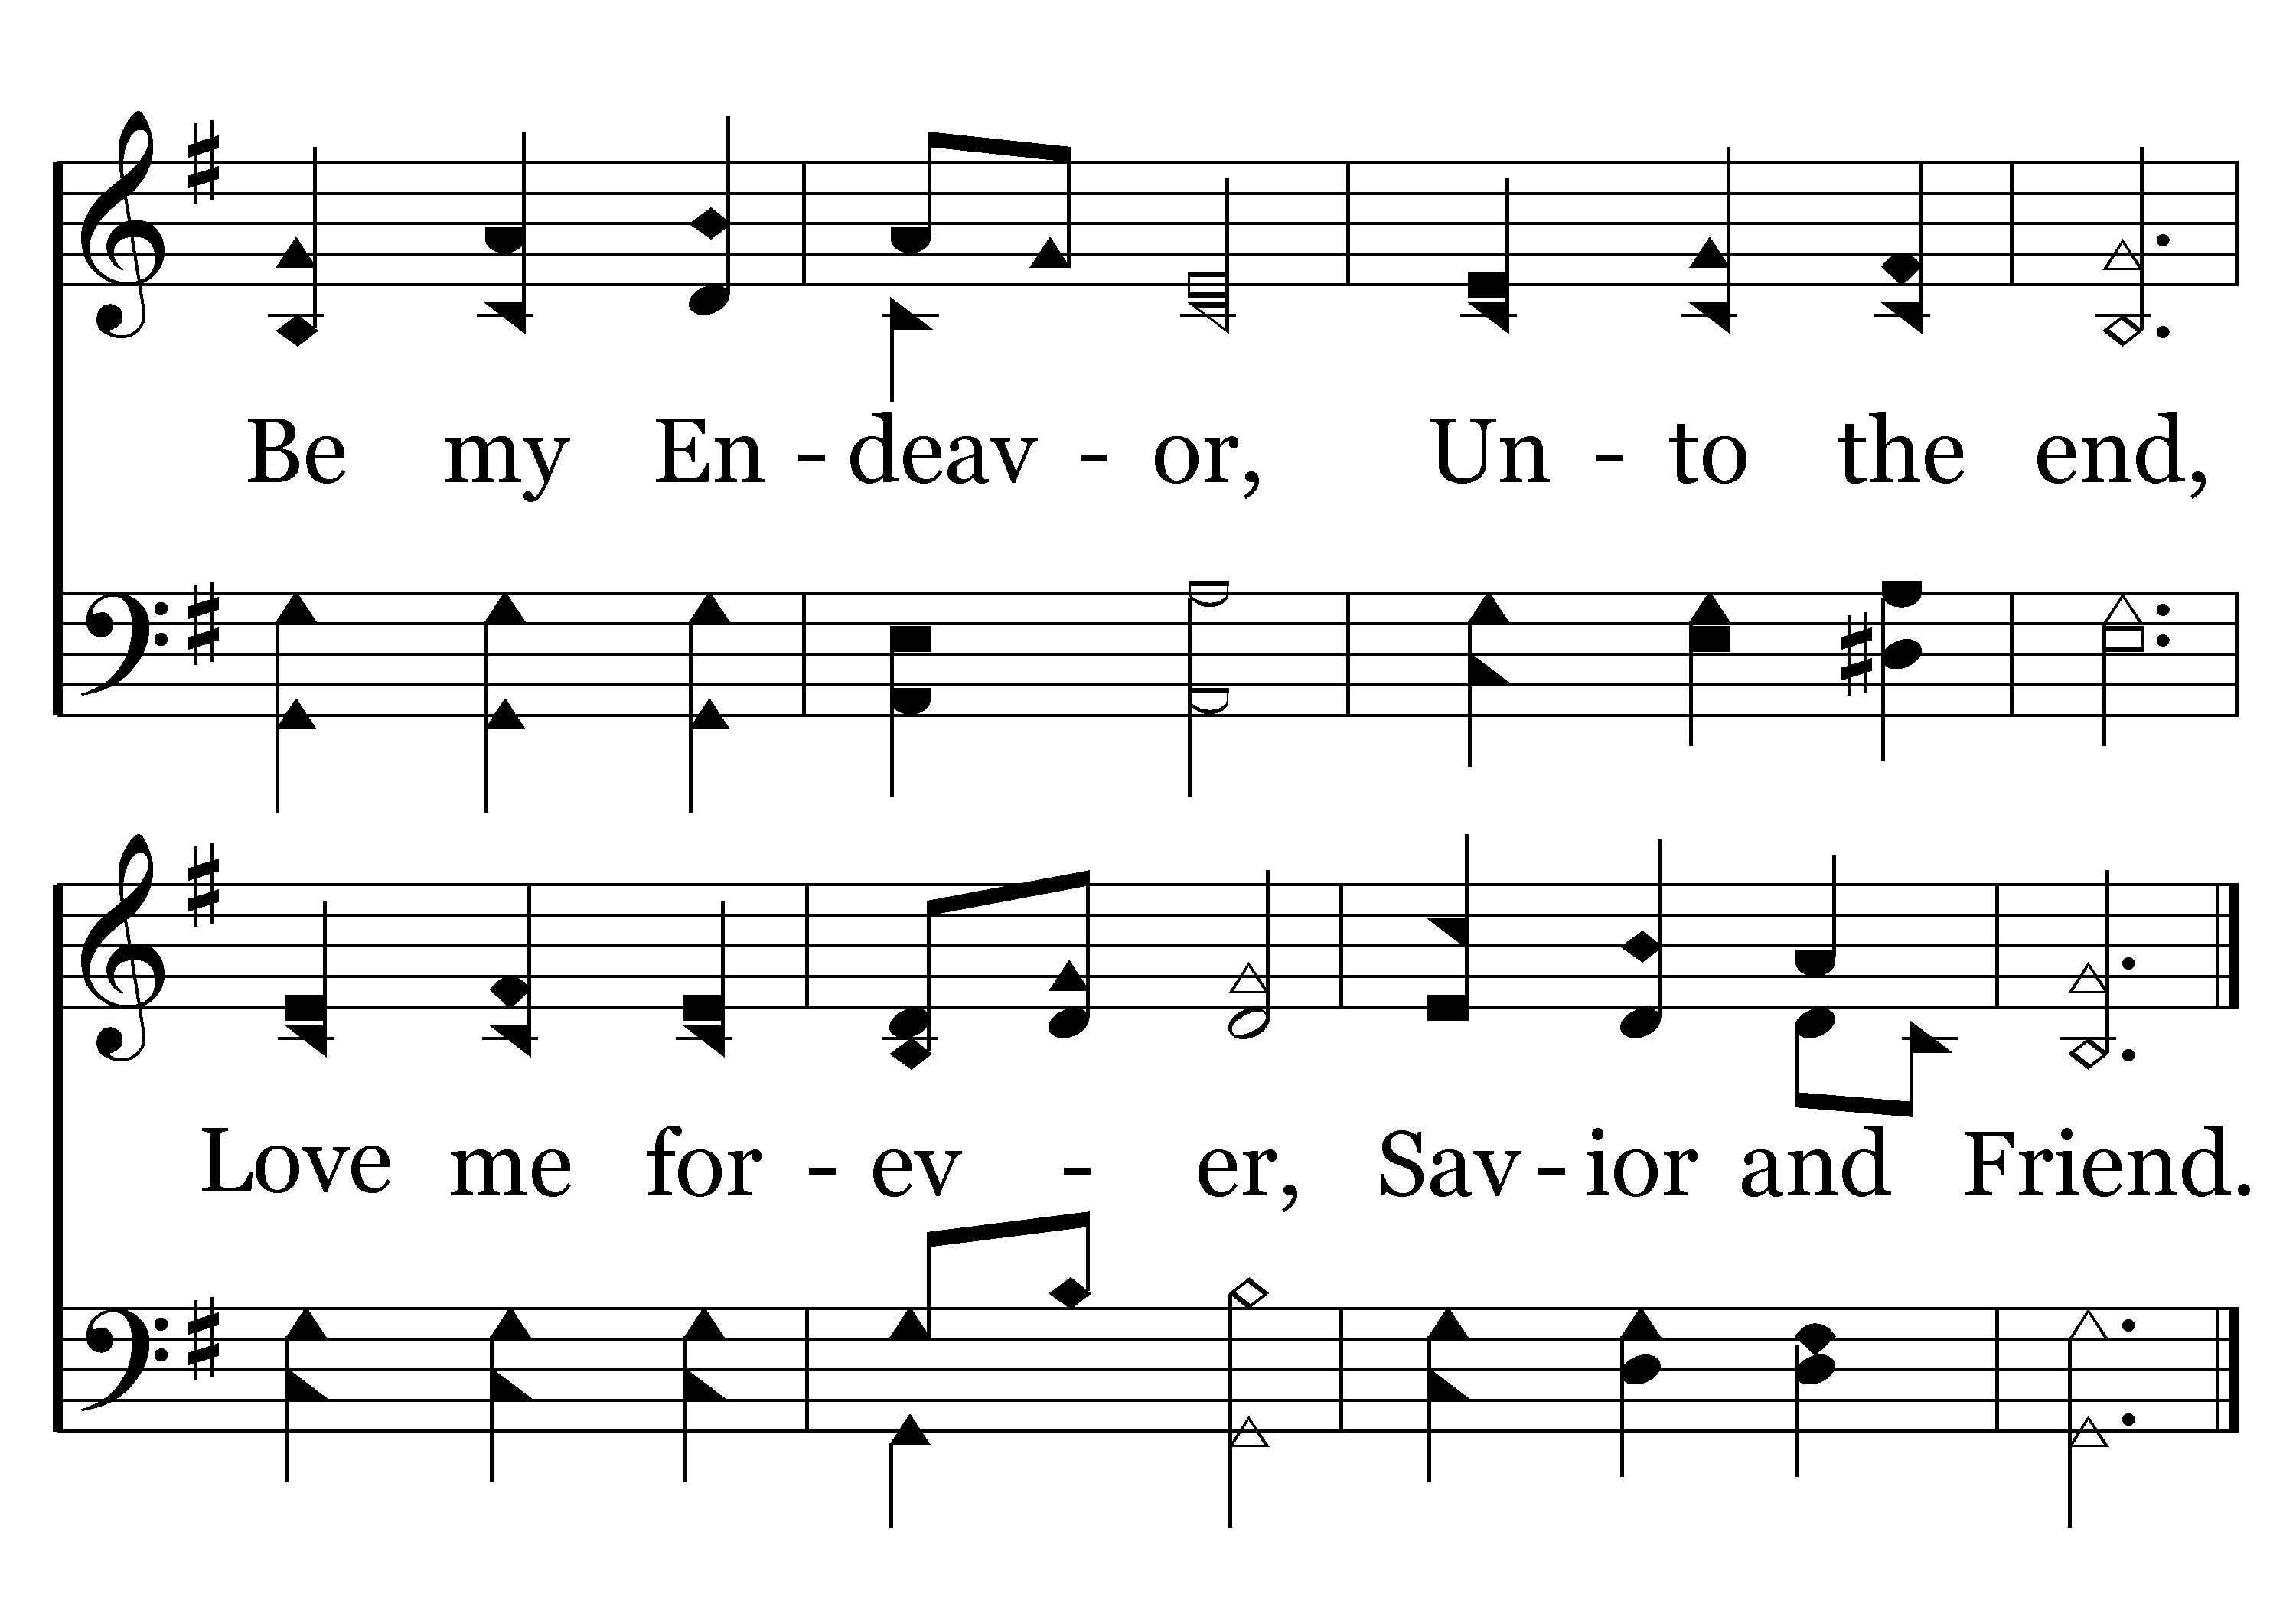 Be my En - deav - or, Un - to the end,
Love me for - ev - er, Sav - ior and Friend.